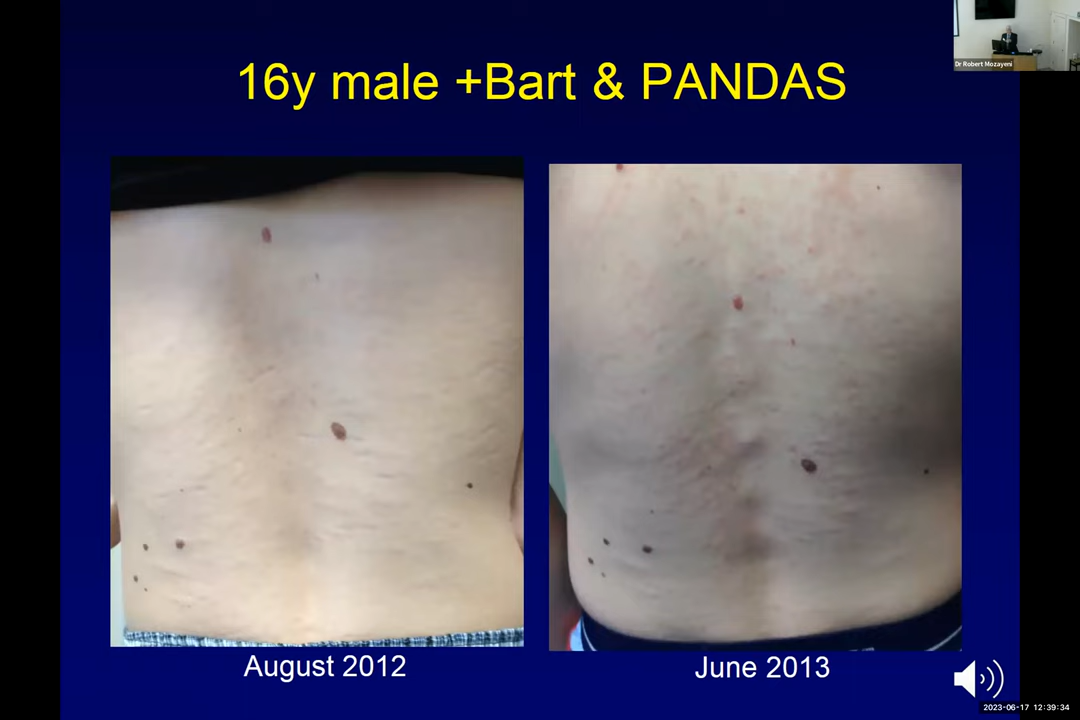 Dr Robert Mozayeni
16y male +Bart & PANDAS
August 2012
June 2013
2023-06-17 12:39:34